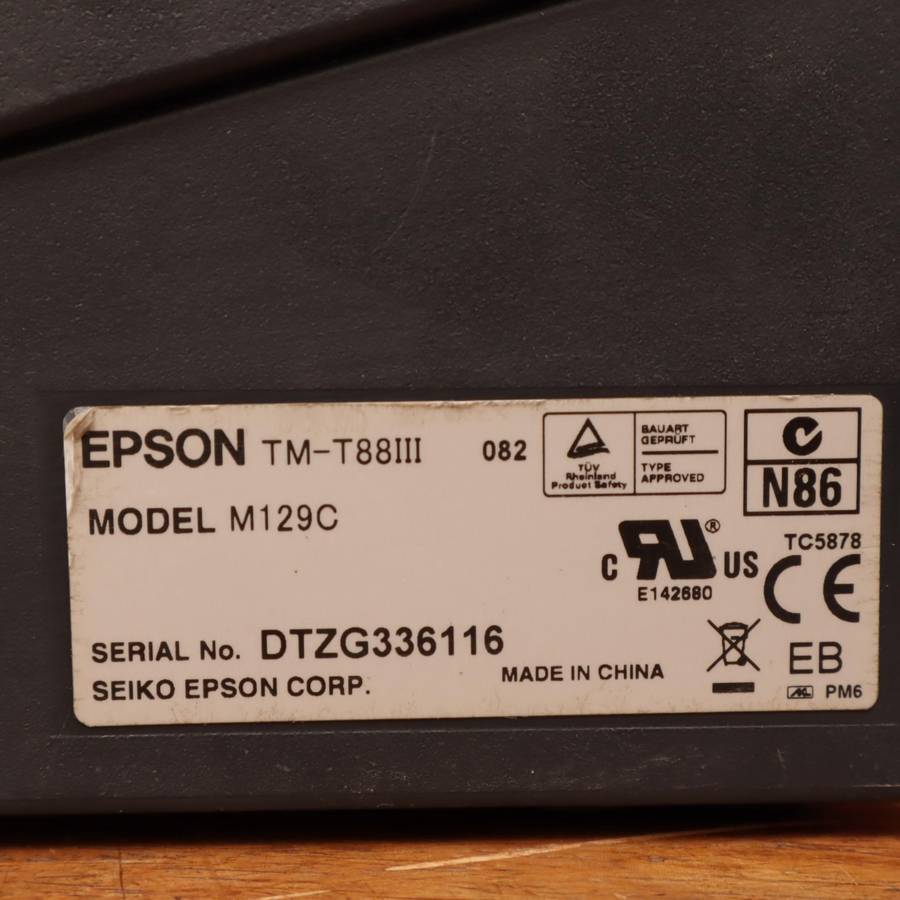 EPSON TM-T88III 082
MODEL M129C
TÜV
Rheinland
Product Safety
BAUART
GEPRÜFT
TYPE
APPROVED
N86
C UR® US
E142680
TC5878
CE
SERIAL No. DTZG336116
SEIKO EPSON CORP.
MADE IN CHINA
EB
PM6